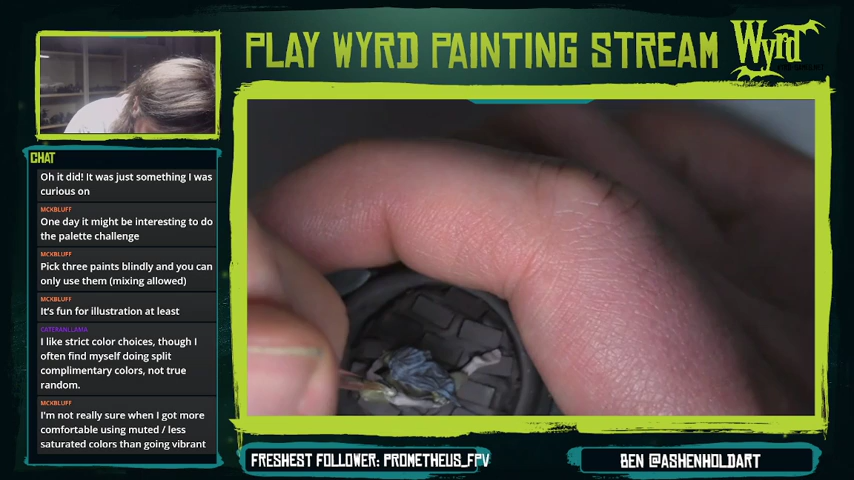 PLAY WYRD PAINTING STREAM
Wyrd
CHAT
Oh it did! It was just something I was
curious on
MCKBLUFF
One day it might be interesting to do
the palette challenge
MCKBLUFF
Pick three paints blindly and you can
only use them (mixing allowed)
MCKBLUFF
It's fun for illustration at least
CATERANLLAMA
I like strict color choices, though I
often find myself doing split
complimentary colors, not true
random.
MCKBLUFF
I'm not really sure when I got more
comfortable using muted / less
saturated colors than going vibrant
FRESHEST FOLLOWER: PROMETHEUS_FPV
BEN @ASHENHOLDART